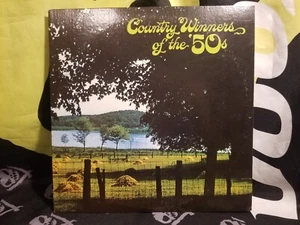 Country Winners
of the '50s